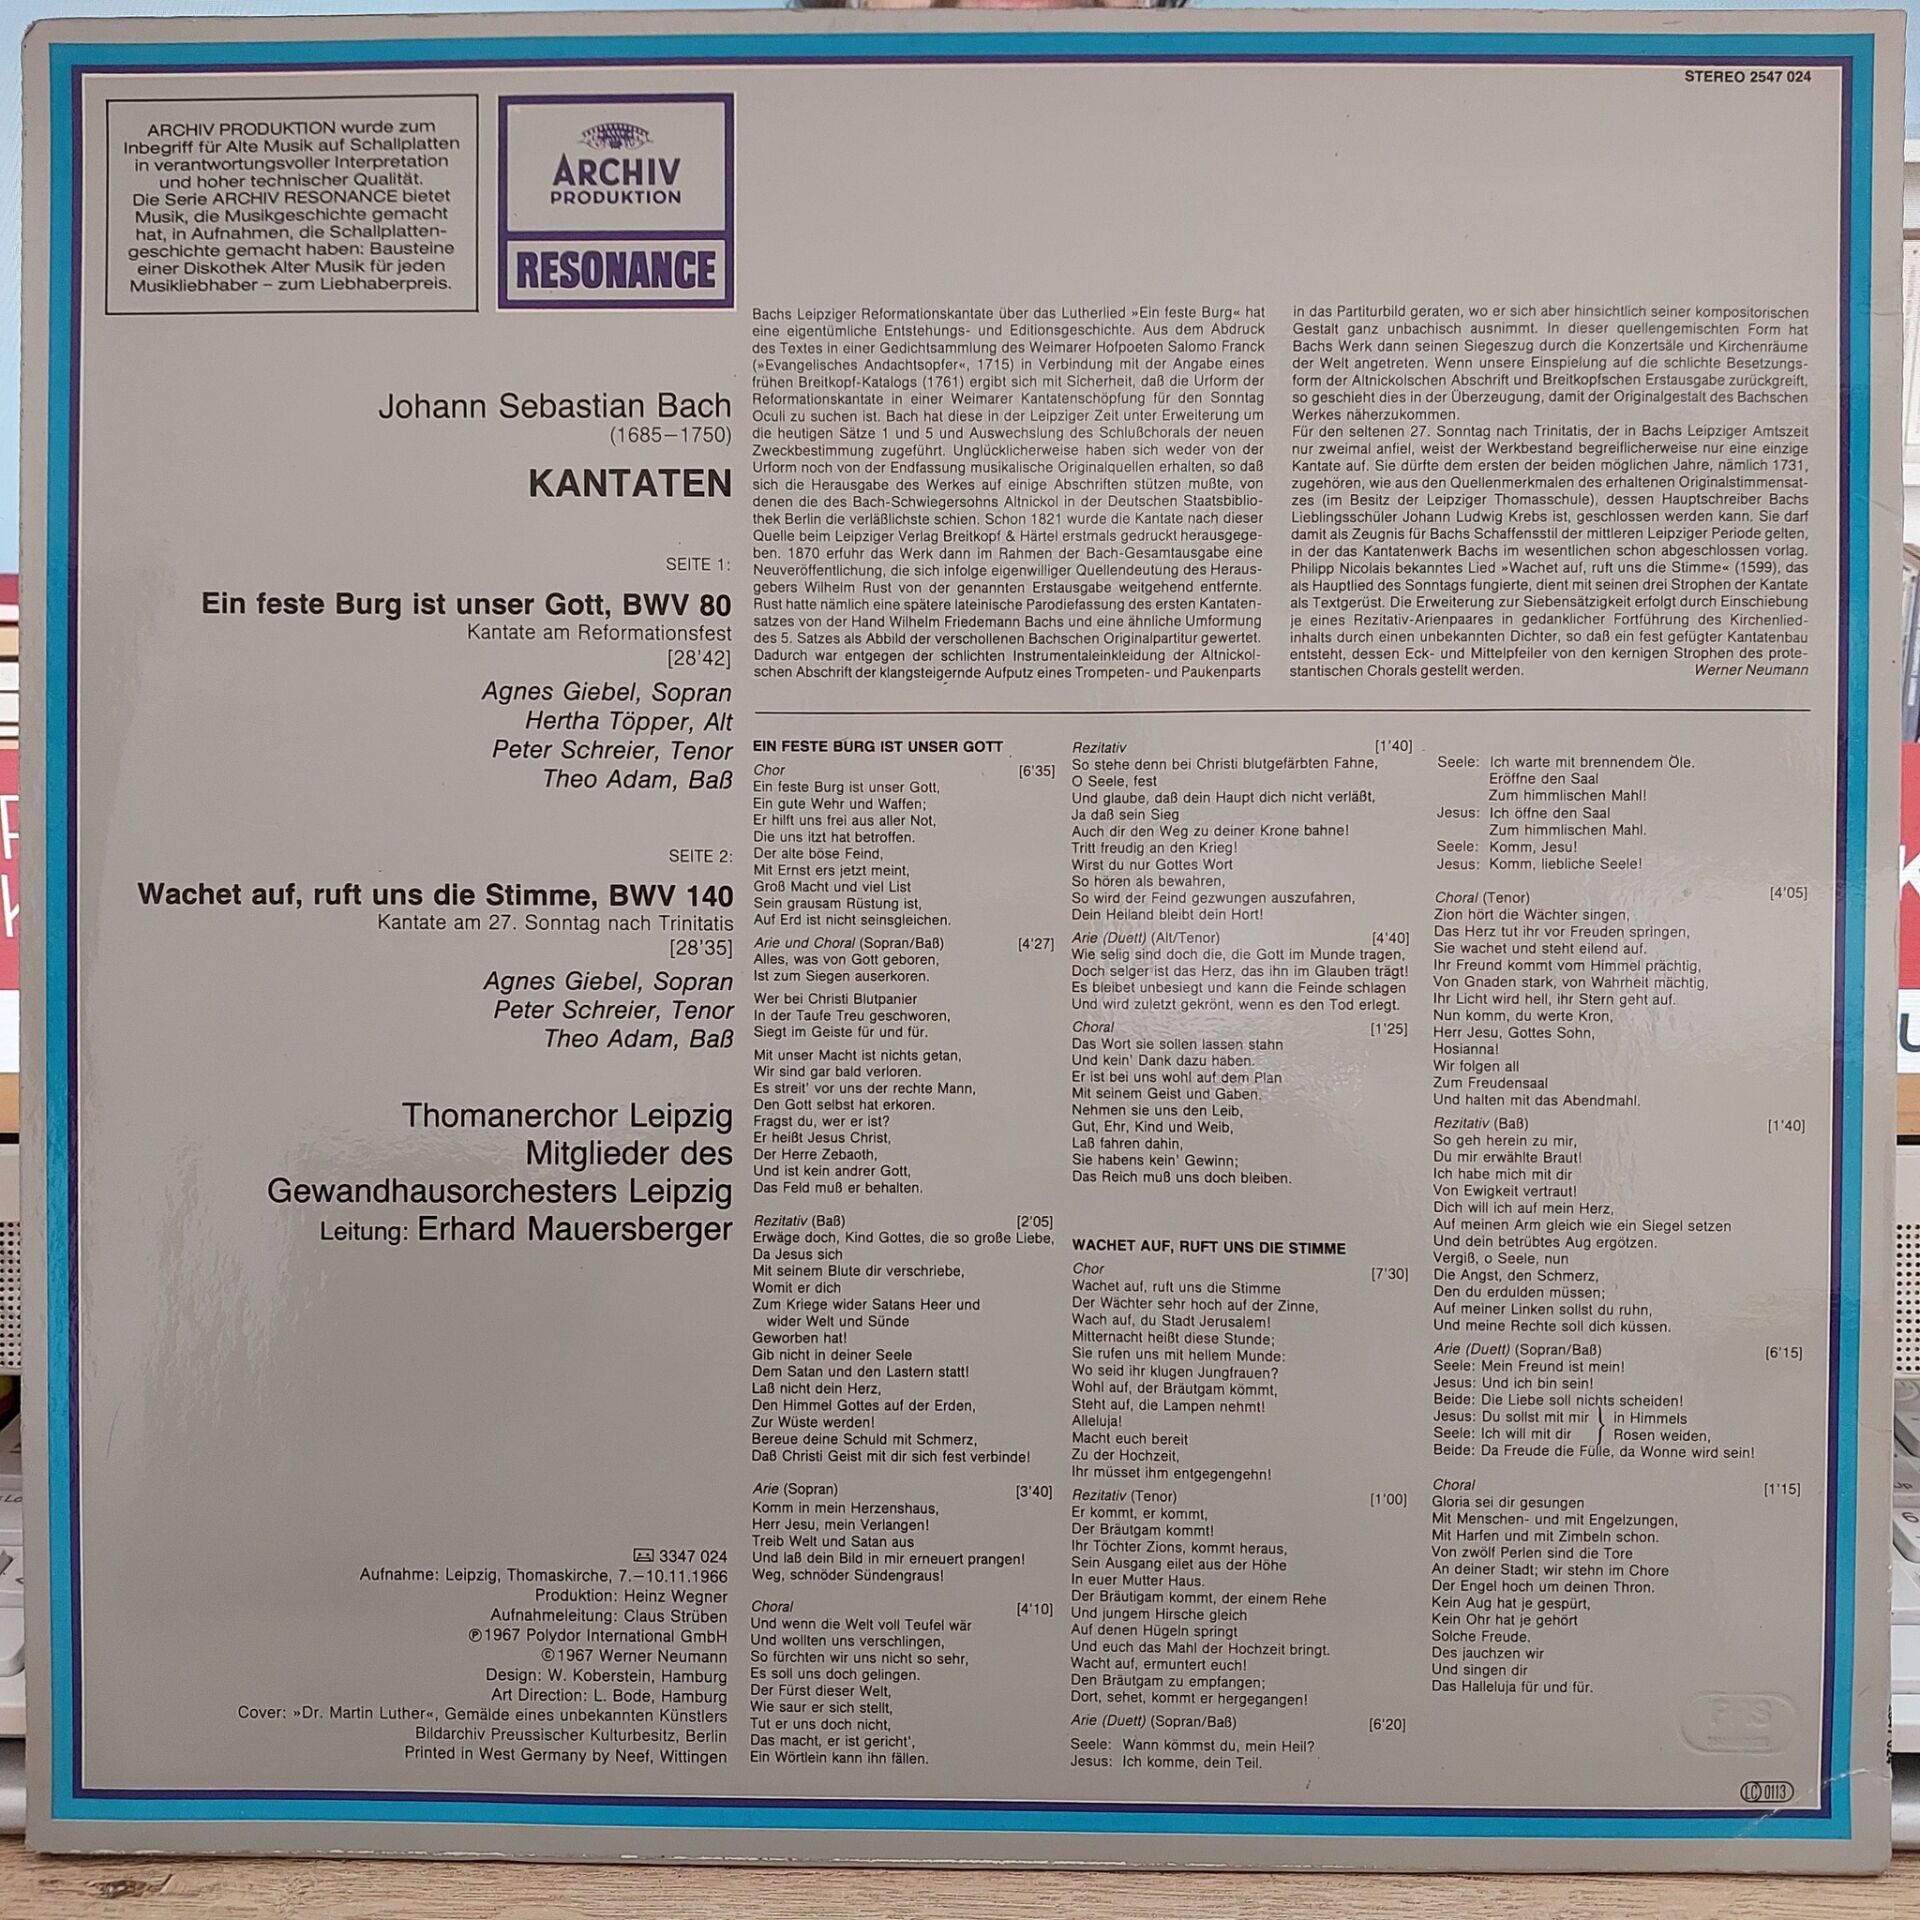 STEREO 2547 024
ARCHIV PRODUKTION wurde zum
Inbegriff für Alte Musik auf Schallplatten
in verantwortungsvoller Interpretation
und hoher technischer Qualität.
Die Serie ARCHIV RESONANCE bietet
Musik, die Musikgeschichte gemacht
hat, in Aufnahmen, die Schallplatten-
geschichte gemacht haben: Bausteine
einer Diskothek Alter Musik für jeden
Musikliebhaber – zum Liebhaberpreis.
ARCHIV
PRODUKTION
RESONANCE
Johann Sebastian Bach
(1685–1750)
KANTATEN
SEITE 1:
Ein feste Burg ist unser Gott, BWV 80
Kantate am Reformationsfest
[28'42]
Agnes Giebel, Sopran
Hertha Töpper, Alt
Peter Schreier, Tenor
Theo Adam, Baß
SEITE 2:
Wachet auf, ruft uns die Stimme, BWV 140
Kantate am 27. Sonntag nach Trinitatis
[28'35]
Agnes Giebel, Sopran
Peter Schreier, Tenor
Theo Adam, Baß
Thomanerchor Leipzig
Mitglieder des
Gewandhausorchesters Leipzig
Leitung: Erhard Mauersberger
3347 024
Aufnahme: Leipzig, Thomaskirche, 7.–10.11.1966
Produktion: Heinz Wegner
Aufnahmeleitung: Claus Strüben
℗ 1967 Polydor International GmbH
© 1967 Werner Neumann
Design: W. Koberstein, Hamburg
Art Direction: L. Bode, Hamburg
Cover: »Dr. Martin Luther«, Gemälde eines unbekannten Künstlers
Bildarchiv Preussischer Kulturbesitz, Berlin
Printed in West Germany by Neef, Wittingen
Bachs Leipziger Reformationskantate über das Lutherlied »Ein feste Burg« hat
eine eigentümliche Entstehungs- und Editionsgeschichte. Aus dem Abdruck
des Textes in einer Gedichtsammlung des Weimarer Hofpoeten Salomo Franck
(»Evangelisches Andachtsopfer«, 1715) in Verbindung mit der Angabe eines
frühen Breitkopf-Katalogs (1761) ergibt sich mit Sicherheit, daß die Urform der
Reformationskantate in einer Weimarer Kantatenschöpfung für den Sonntag
Oculi zu suchen ist. Bach hat diese in der Leipziger Zeit unter Erweiterung um
die heutigen Sätze 1 und 5 und Auswechslung des Schlußchorals der neuen
Zweckbestimmung zugeführt. Unglücklicherweise haben sich weder von der
Urform noch von der Endfassung musikalische Originalquellen erhalten, so daß
sich die Herausgabe des Werkes auf einige Abschriften stützen mußte, von
denen die des Bach-Schwiegersohns Altnickol in der Deutschen Staatsbiblio-
thek Berlin die verläßlichste schien. Schon 1821 wurde die Kantate nach dieser
Quelle beim Leipziger Verlag Breitkopf & Härtel erstmals gedruckt herausgege-
ben. 1870 erfuhr das Werk dann im Rahmen der Bach-Gesamtausgabe eine
Neuveröffentlichung, die sich infolge eigenwilliger Quellendeutung des Heraus-
gebers Wilhelm Rust von der genannten Erstausgabe weitgehend entfernte.
Rust hatte nämlich eine spätere lateinische Parodiefassung des ersten Kantaten-
satzes von der Hand Wilhelm Friedemann Bachs und eine ähnliche Umformung
des 5. Satzes als Abbild der verschollenen Bachschen Originalpartitur gewertet.
Dadurch war entgegen der schlichten Instrumentaleinkleidung der Altnickol-
schen Abschrift der klangsteigernde Aufputz eines Trompeten- und Paukenparts
in das Partiturbild geraten, wo er sich aber hinsichtlich seiner kompositorischen
Gestalt ganz unbachisch ausnimmt. In dieser quellengemischten Form hat
Bachs Werk dann seinen Siegeszug durch die Konzertsäle und Kirchenräume
der Welt angetreten. Wenn unsere Einspielung auf die schlichte Besetzungs-
form der Altnickolschen Abschrift und Breitkopfschen Erstausgabe zurückgreift,
so geschieht dies in der Überzeugung, damit der Originalgestalt des Bachschen
Werkes näherzukommen.
Für den seltenen 27. Sonntag nach Trinitatis, der in Bachs Leipziger Amtszeit
nur zweimal anfiel, weist der Werkbestand begreiflicherweise nur eine einzige
Kantate auf. Sie dürfte dem ersten der beiden möglichen Jahre, nämlich 1731,
zugehören, wie aus den Quellenmerkmalen des erhaltenen Originalstimmensat-
zes (im Besitz der Leipziger Thomasschule), dessen Hauptschreiber Bachs
Lieblingsschüler Johann Ludwig Krebs ist, geschlossen werden kann. Sie darf
damit als Zeugnis für Bachs Schaffensstil der mittleren Leipziger Periode gelten,
in der das Kantatenwerk Bachs im wesentlichen schon abgeschlossen vorlag.
Philipp Nicolais bekanntes Lied »Wachet auf, ruft uns die Stimme« (1599), das
als Hauptlied des Sonntags fungierte, dient mit seinen drei Strophen der Kantate
als Textgerüst. Die Erweiterung zur Siebensätzigkeit erfolgt durch Einschiebung
je eines Rezitativ-Arienpaares in gedanklicher Fortführung des Kirchenlied-
inhalts durch einen unbekannten Dichter, so daß ein fest gefügter Kantatenbau
entsteht, dessen Eck- und Mittelpfeiler von den kernigen Strophen des prote-
stantischen Chorals gestellt werden. Werner Neumann
EIN FESTE BURG IST UNSER GOTT
Chor [6'35]
Ein feste Burg ist unser Gott,
Ein gute Wehr und Waffen;
Er hilft uns frei aus aller Not,
Die uns itzt hat betroffen.
Der alte böse Feind,
Mit Ernst ers jetzt meint,
Groß Macht und viel List
Sein grausam Rüstung ist,
Auf Erd ist nicht seinsgleichen.
Arie und Choral (Sopran/Baß) [4'27]
Alles, was von Gott geboren,
Ist zum Siegen auserkoren.
Wer bei Christi Blutpanier
In der Taufe Treu geschworen,
Siegt im Geiste für und für.
Mit unser Macht ist nichts getan,
Wir sind gar bald verloren.
Es streit' vor uns der rechte Mann,
Den Gott selbst hat erkoren.
Fragst du, wer er ist?
Er heißt Jesus Christ,
Der Herre Zebaoth,
Und ist kein andrer Gott,
Das Feld muß er behalten.
Rezitativ (Baß) [2'05]
Erwäge doch, Kind Gottes, die so große Liebe,
Da Jesus sich
Mit seinem Blute dir verschriebe,
Womit er dich
Zum Kriege wider Satans Heer und
wider Welt und Sünde
Geworben hat!
Gib nicht in deiner Seele
Dem Satan und den Lastern statt!
Laß nicht dein Herz,
Den Himmel Gottes auf der Erden,
Zur Wüste werden!
Bereue deine Schuld mit Schmerz,
Daß Christi Geist mit dir sich fest verbinde!
Arie (Sopran) [3'40]
Komm in mein Herzenshaus,
Herr Jesu, mein Verlangen!
Treib Welt und Satan aus
Und laß dein Bild in mir erneuert prangen!
Weg, schnöder Sündengraus!
Choral [4'10]
Und wenn die Welt voll Teufel wär
Und wollten uns verschlingen,
So fürchten wir uns nicht so sehr,
Es soll uns doch gelingen.
Der Fürst dieser Welt,
Wie saur er sich stellt,
Tut er uns doch nicht,
Das macht, er ist gericht',
Ein Wörtlein kann ihn fällen.
Rezitativ [1'40]
So stehe denn bei Christi blutgefärbten Fahne,
O Seele, fest
Und glaube, daß dein Haupt dich nicht verläßt,
Ja daß sein Sieg
Auch dir den Weg zu deiner Krone bahne!
Tritt freudig an den Krieg!
Wirst du nur Gottes Wort
So hören als bewahren,
So wird der Feind gezwungen auszufahren,
Dein Heiland bleibt dein Hort!
Arie (Duett) (Alt/Tenor) [4'40]
Wie selig sind doch die, die Gott im Munde tragen,
Doch selger ist das Herz, das ihn im Glauben trägt!
Es bleibet unbesiegt und kann die Feinde schlagen
Und wird zuletzt gekrönt, wenn es den Tod erlegt.
Choral [1'25]
Das Wort sie sollen lassen stahn
Und kein' Dank dazu haben.
Er ist bei uns wohl auf dem Plan
Mit seinem Geist und Gaben.
Nehmen sie uns den Leib,
Gut, Ehr, Kind und Weib,
Laß fahren dahin,
Sie habens kein' Gewinn;
Das Reich muß uns doch bleiben.
WACHET AUF, RUFT UNS DIE STIMME
Chor [7'30]
Wachet auf, ruft uns die Stimme
Der Wächter sehr hoch auf der Zinne,
Wach auf, du Stadt Jerusalem!
Mitternacht heißt diese Stunde;
Sie rufen uns mit hellem Munde:
Wo seid ihr klugen Jungfrauen?
Wohl auf, der Bräutgam kömmt,
Steht auf, die Lampen nehmt!
Alleluja!
Macht euch bereit
Zu der Hochzeit,
Ihr müsset ihm entgegengehn!
Rezitativ (Tenor) [1'00]
Er kommt, er kommt,
Der Bräutgam kommt!
Ihr Töchter Zions, kommt heraus,
Sein Ausgang eilet aus der Höhe
In euer Mutter Haus.
Der Bräutigam kommt, der einem Rehe
Und jungem Hirsche gleich
Auf denen Hügeln springt
Und euch das Mahl der Hochzeit bringt.
Wacht auf, ermuntert euch!
Den Bräutgam zu empfangen;
Dort, sehet, kommt er hergegangen!
Arie (Duett) (Sopran/Baß) [6'20]
Seele: Wann kömmst du, mein Heil?
Jesus: Ich komme, dein Teil.
Seele: Ich warte mit brennendem Öle.
Eröffne den Saal
Zum himmlischen Mahl!
Jesus: Ich öffne den Saal
Zum himmlischen Mahl.
Seele: Komm, Jesu!
Jesus: Komm, liebliche Seele!
Choral (Tenor) [4'05]
Zion hört die Wächter singen,
Das Herz tut ihr vor Freuden springen,
Sie wachet und steht eilend auf.
Ihr Freund kommt vom Himmel prächtig,
Von Gnaden stark, von Wahrheit mächtig,
Ihr Licht wird hell, ihr Stern geht auf.
Nun komm, du werte Kron,
Herr Jesu, Gottes Sohn,
Hosianna!
Wir folgen all
Zum Freudensaal
Und halten mit das Abendmahl.
Rezitativ (Baß) [1'40]
So geh herein zu mir,
Du mir erwählte Braut!
Ich habe mich mit dir
Von Ewigkeit vertraut!
Dich will ich auf mein Herz,
Auf meinen Arm gleich wie ein Siegel setzen
Und dein betrübtes Aug ergötzen.
Vergiß, o Seele, nun
Die Angst, den Schmerz,
Den du erdulden müssen;
Auf meiner Linken sollst du ruhn,
Und meine Rechte soll dich küssen.
Arie (Duett) (Sopran/Baß) [6'15]
Seele: Mein Freund ist mein!
Jesus: Und ich bin sein!
Beide: Die Liebe soll nichts scheiden!
Jesus: Du sollst mit mir } in Himmels
Seele: Ich will mit dir } Rosen weiden,
Beide: Da Freude die Fülle, da Wonne wird sein!
Choral [1'15]
Gloria sei dir gesungen
Mit Menschen- und mit Engelzungen,
Mit Harfen und mit Zimbeln schon.
Von zwölf Perlen sind die Tore
An deiner Stadt; wir stehn im Chore
Der Engel hoch um deinen Thron.
Kein Aug hat je gespürt,
Kein Ohr hat je gehört
Solche Freude.
Des jauchzen wir
Und singen dir
Das Halleluja für und für.
LC 0113